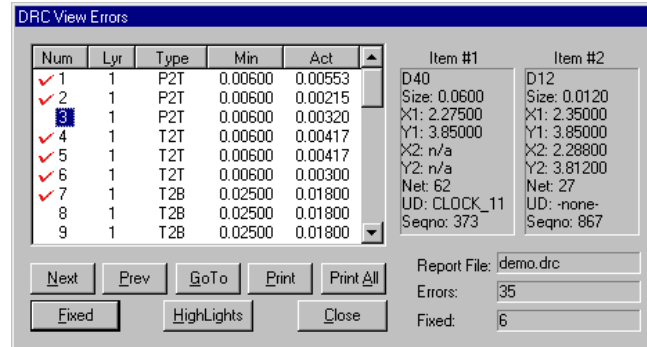 DRC View Errors
Num Lyr Type Min Act
1 1 P2T 0.00600 0.00553
2 1 P2T 0.00600 0.00215
3 1 P2T 0.00600 0.00320
4 1 T2T 0.00600 0.00417
5 1 T2T 0.00600 0.00417
6 1 T2T 0.00600 0.00300
7 1 T2B 0.02500 0.01800
8 1 T2B 0.02500 0.01800
9 1 T2B 0.02500 0.01800
Item #1
D40
Size: 0.0600
X1: 2.27500
Y1: 3.85000
X2: n/a
Y2: n/a
Net: 62
UD: CLOCK_11
Seqno: 373
Item #2
D12
Size: 0.0120
X1: 2.35000
Y1: 3.85000
X2: 2.28800
Y2: 3.81200
Net: 27
UD: -none-
Seqno: 867
Next Prev GoTo Print Print All
Fixed HighLights Close
Report File: demo.drc
Errors: 35
Fixed: 6